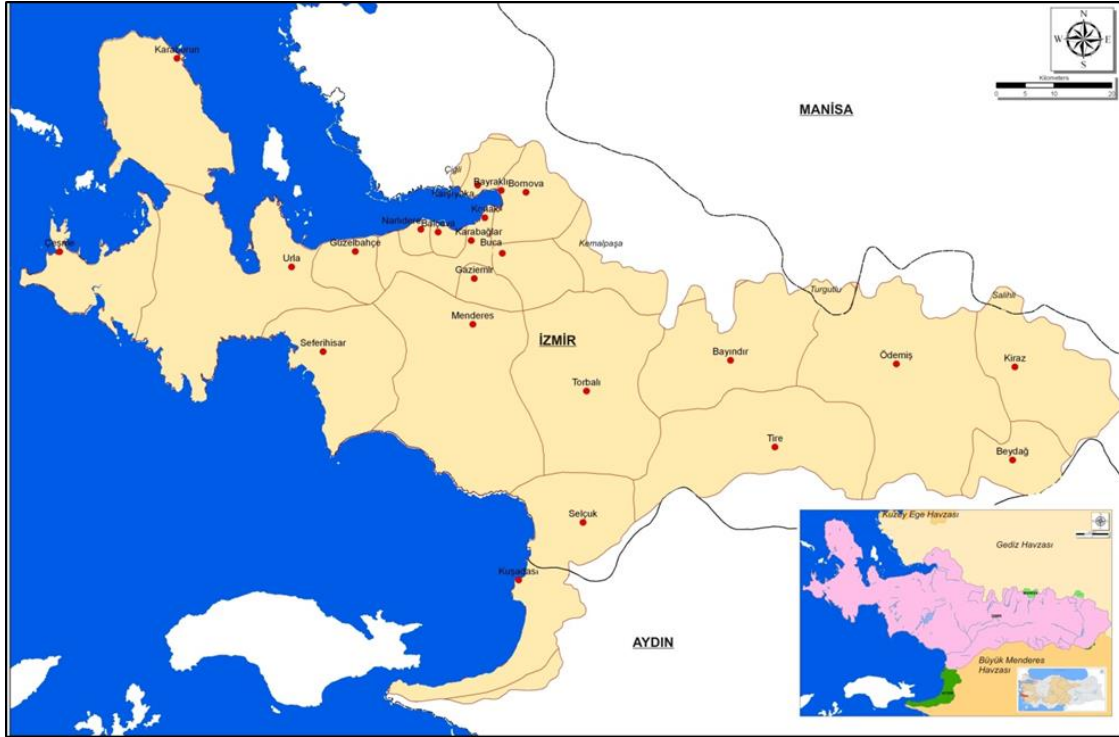 N
W E
S
Kilometers
0 5 10 20
Karaburun
MANİSA
Çiğli
Bayraklı
Bornova
Karşıyaka
Konak
Narlıdere
Balçova
Karabağlar
Kemalpaşa
Çeşme
Güzelbahçe
Buca
Urla
Gaziemir
Turgutlu
Salihli
Menderes
İZMİR
Seferihisar
Bayındır
Ödemiş
Kiraz
Torbalı
Tire
Beydağ
Selçuk
Kuşadası
AYDIN
Kuzey Ege Havzası
Gediz Havzası
Büyük Menderes
Havzası